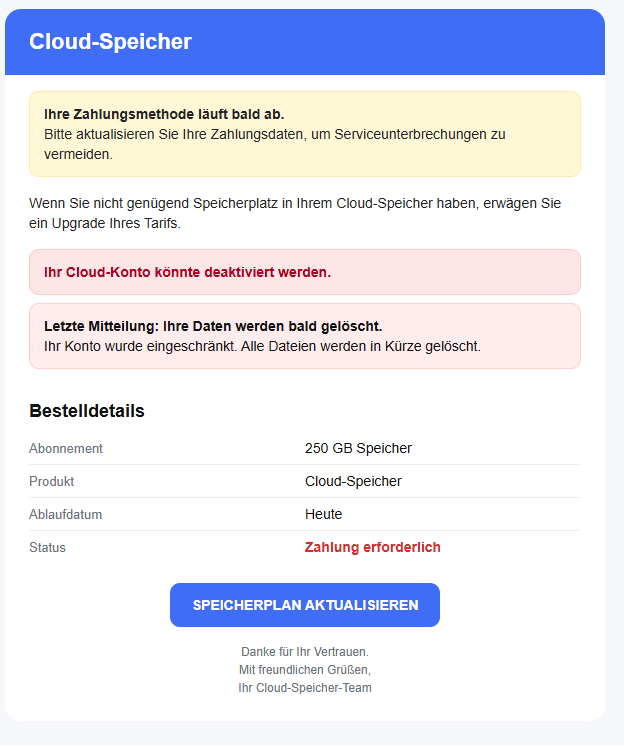 Cloud-Speicher
Ihre Zahlungsmethode läuft bald ab.
Bitte aktualisieren Sie Ihre Zahlungsdaten, um Serviceunterbrechungen zu
vermeiden.
Wenn Sie nicht genügend Speicherplatz in Ihrem Cloud-Speicher haben, erwägen Sie
ein Upgrade Ihres Tarifs.
Ihr Cloud-Konto könnte deaktiviert werden.
Letzte Mitteilung: Ihre Daten werden bald gelöscht.
Ihr Konto wurde eingeschränkt. Alle Dateien werden in Kürze gelöscht.
Bestelldetails
Abonnement 250 GB Speicher
Produkt Cloud-Speicher
Ablaufdatum Heute
Status Zahlung erforderlich
SPEICHERPLAN AKTUALISIEREN
Danke für Ihr Vertrauen.
Mit freundlichen Grüßen,
Ihr Cloud-Speicher-Team